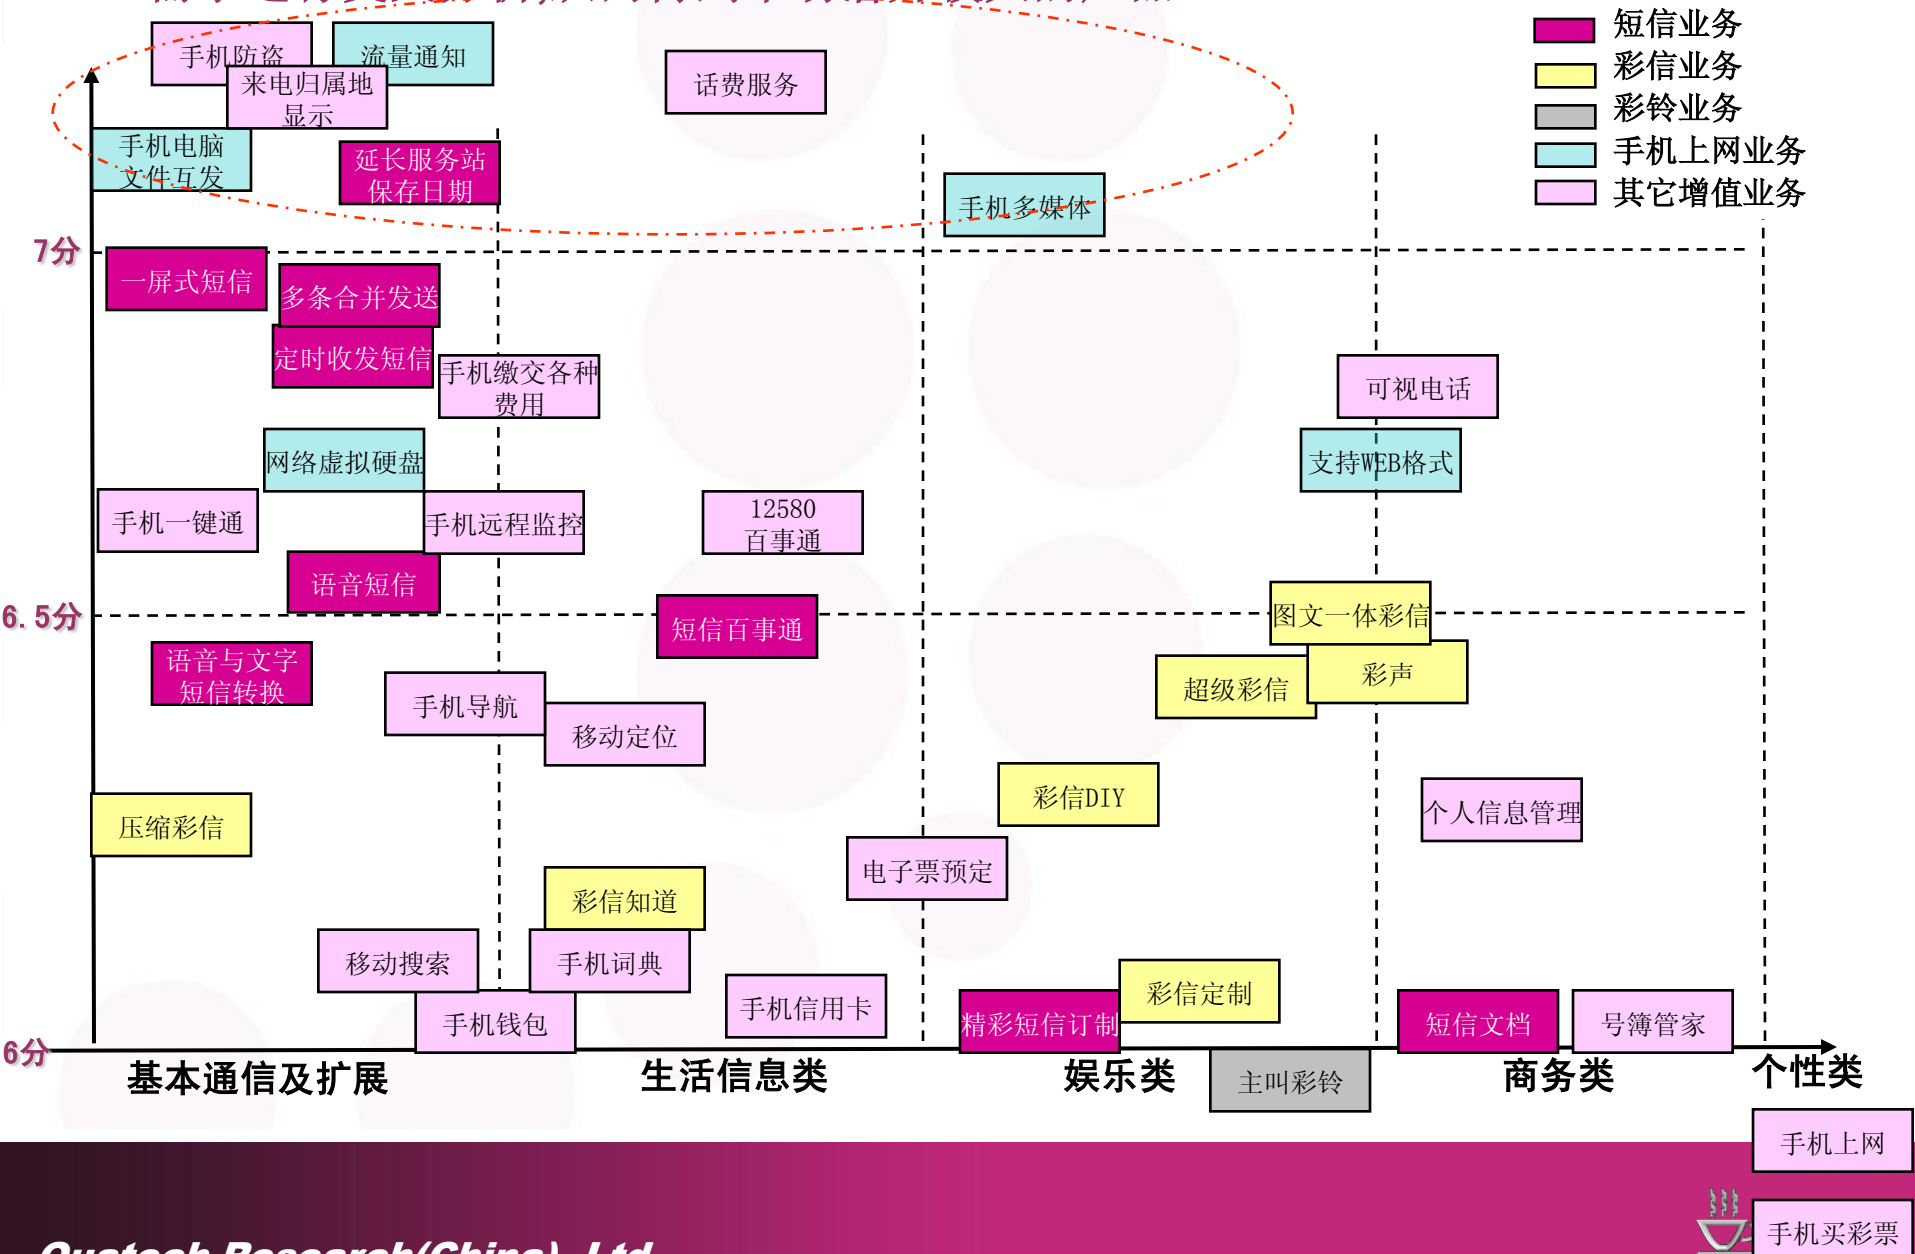 短信业务
彩信业务
彩铃业务
手机上网业务
其它增值业务
手机防盗
流量通知
来电归属地
显示
话费服务
手机电脑
文件互发
延长服务站
保存日期
手机多媒体
7分
一屏式短信
多条合并发送
定时收发短信
手机缴交各种
费用
可视电话
网络虚拟硬盘
支持WEB格式
手机一键通
手机远程监控
12580
百事通
语音短信
6.5分
短信百事通
图文一体彩信
语音与文字
短信转换
手机导航
移动定位
超级彩信
彩声
彩信DIY
个人信息管理
压缩彩信
电子票预定
彩信知道
移动搜索
手机词典
手机钱包
手机信用卡
精彩短信订制
彩信定制
短信文档
号簿管家
6分
基本通信及扩展
生活信息类
娱乐类
主叫彩铃
商务类
个性类
手机上网
手机买彩票
Research(China), Ltd